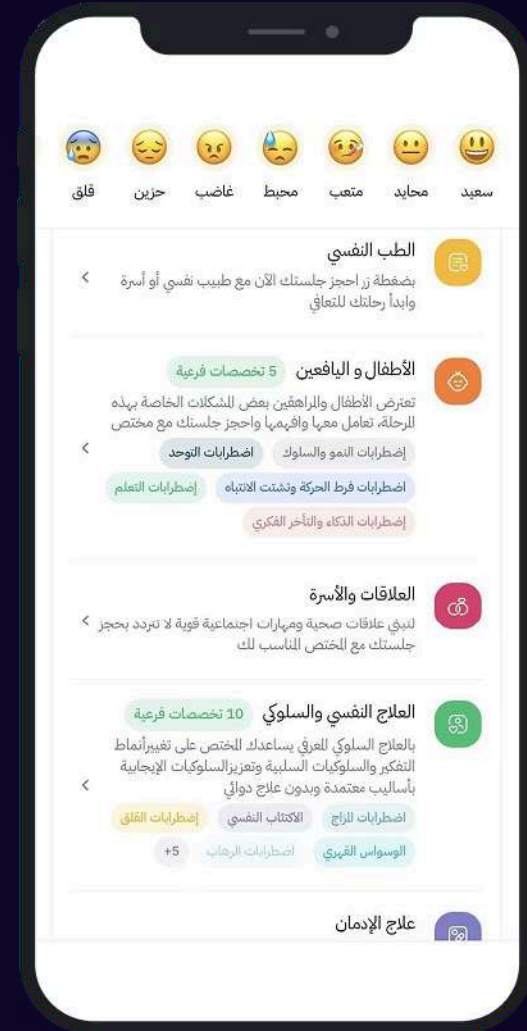 سعيد محايد متعب محبط غاضب حزين قلق
الطب النفسي
بضغطة زر احجز جلستك الآن مع طبيب نفسي أو أسرة
وابدأ رحلتك للتعافي
الأطفال و اليافعين 5 تخصصات فرعية
تعترض الأطفال والمراهقين بعض المشكلات الخاصة بهذه
المرحلة، تعامل معها وافهمها واحجز جلستك مع مختص
إضطرابات النمو والسلوك اضطرابات التوحد
اضطرابات فرط الحركة وتشتت الانتباه إضطرابات التعلم
إضطرابات الذكاء والتأخر الفكري
العلاقات والأسرة
لتبني علاقات صحية ومهارات اجتماعية قوية لا تتردد بحجز
جلستك مع المختص المناسب لك
العلاج النفسي والسلوكي 10 تخصصات فرعية
بالعلاج السلوكي المعرفي يساعدك المختص على تغييرأنماط
التفكير والسلوكيات السلبية وتعزيزالسلوكيات الإيجابية
بأساليب معتمدة وبدون علاج دوائي
اضطرابات المزاج الاكتئاب النفسي إضطرابات القلق
الوسواس القهري اضطرابات الرهاب +5
علاج الإدمان